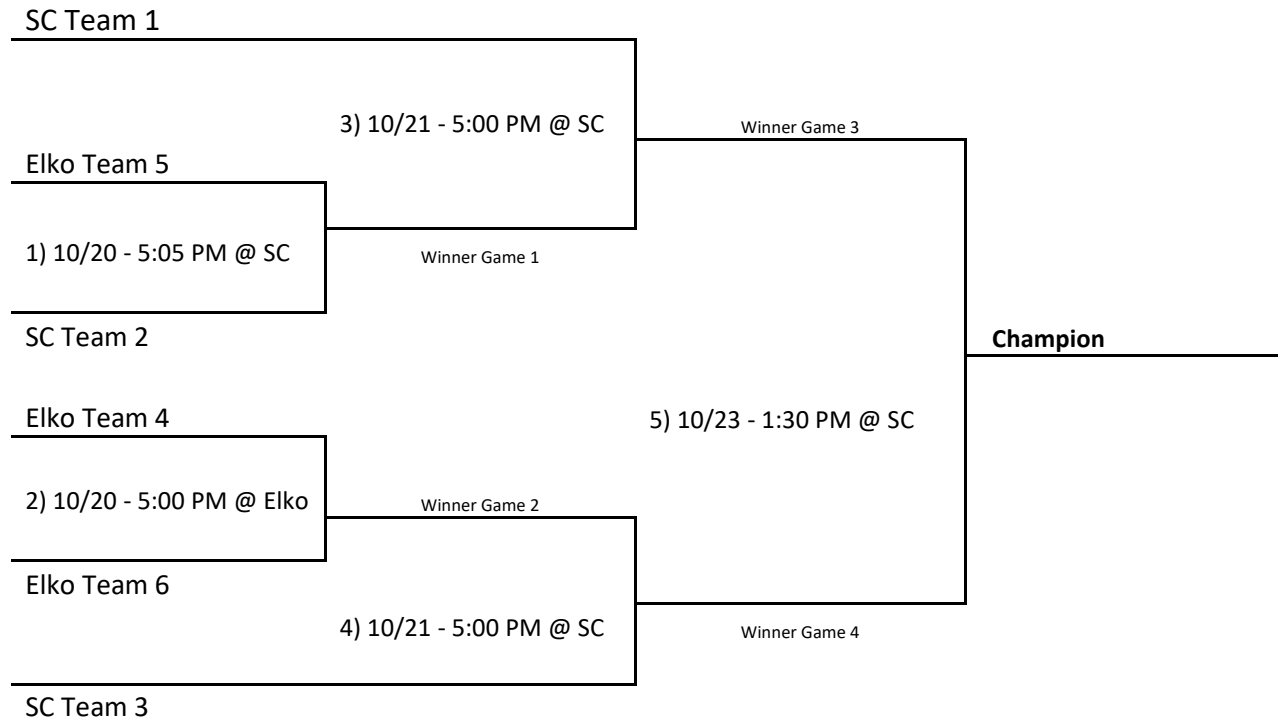 SC Team 1
3) 10/21 - 5:00 PM @ SC
Winner Game 3
Elko Team 5
1) 10/20 - 5:05 PM @ SC
Winner Game 1
SC Team 2
Champion
Elko Team 4
5) 10/23 - 1:30 PM @ SC
2) 10/20 - 5:00 PM @ Elko
Winner Game 2
Elko Team 6
4) 10/21 - 5:00 PM @ SC
Winner Game 4
SC Team 3